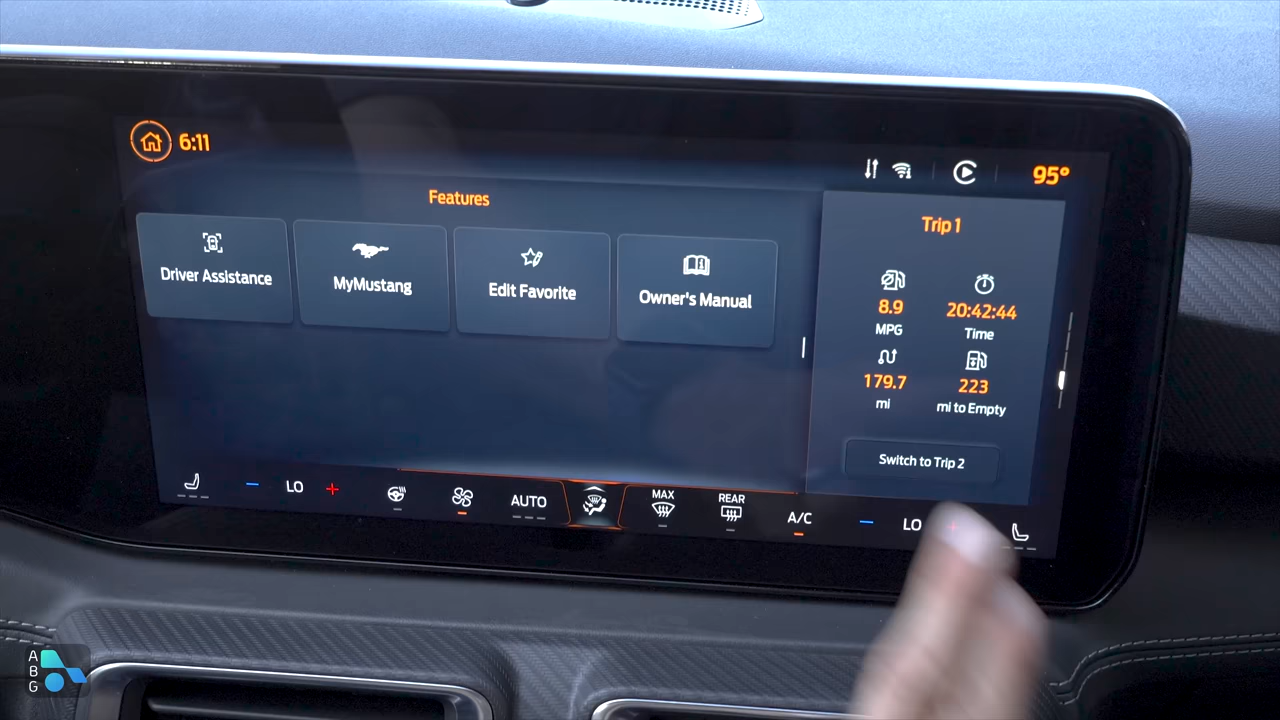 6:11
95°
Features
Driver Assistance
MyMustang
Edit Favorite
Owner's Manual
Trip 1
8.9
MPG
20:42:44
Time
179.7
mi
223
mi to Empty
Switch to Trip 2
LO
AUTO
MAX
REAR
A/C
LO
A
B
G